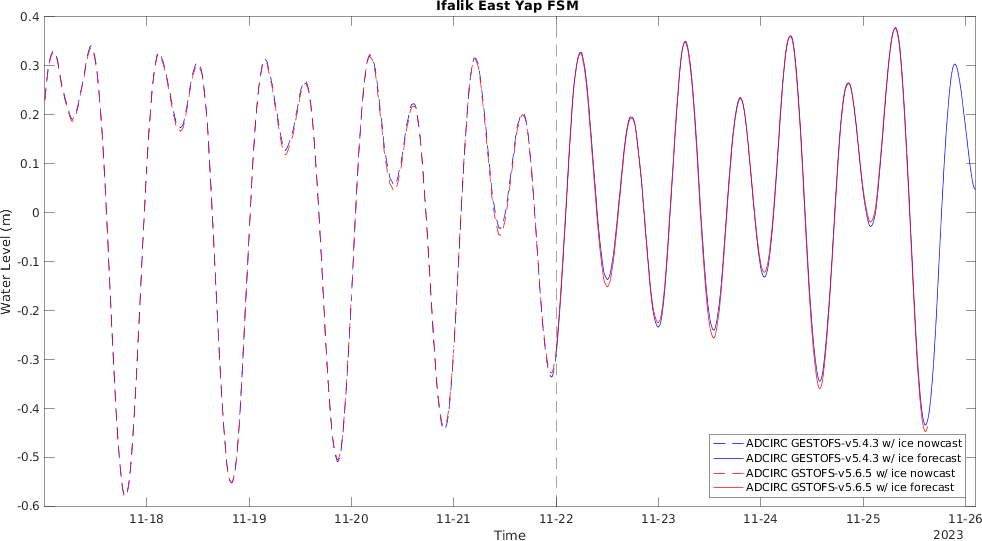 Ifalik East Yap FSM
0.4
0.3
0.2
0.1
0
-0.1
-0.2
-0.3
-0.4
-0.5
-0.6
Water Level (m)
ADCIRC GESTOFS-v5.4.3 w/ ice nowcast
ADCIRC GESTOFS-v5.4.3 w/ ice forecast
ADCIRC GSTOFS-v5.6.5 w/ ice nowcast
ADCIRC GSTOFS-v5.6.5 w/ ice forecast
11-18 11-19 11-20 11-21 11-22 11-23 11-24 11-25 11-26
Time 2023